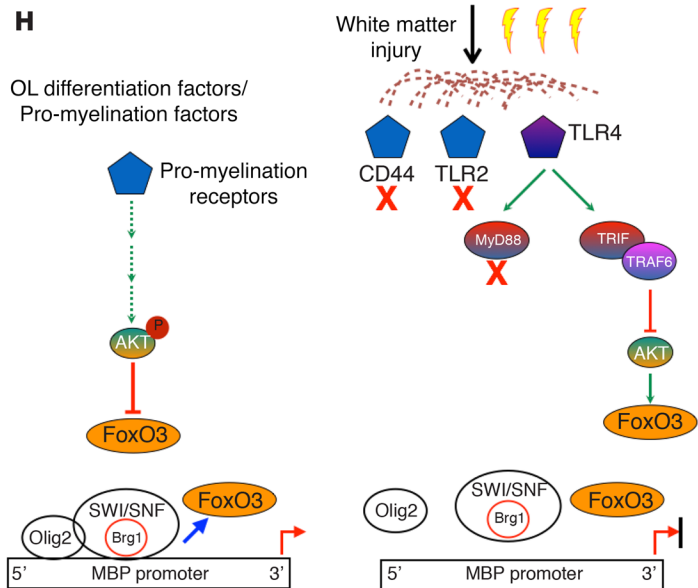 H
OL differentiation factors/
Pro-myelination factors
Pro-myelination
receptors
AKT
P
FoxO3
FoxO3
SWI/SNF
Brg1
Olig2
5’
MBP promoter
3’
White matter
injury
TLR4
CD44
TLR2
X
X
MyD88
X
TRIF
TRAF6
AKT
FoxO3
Olig2
SWI/SNF
Brg1
FoxO3
5’
MBP promoter
3’